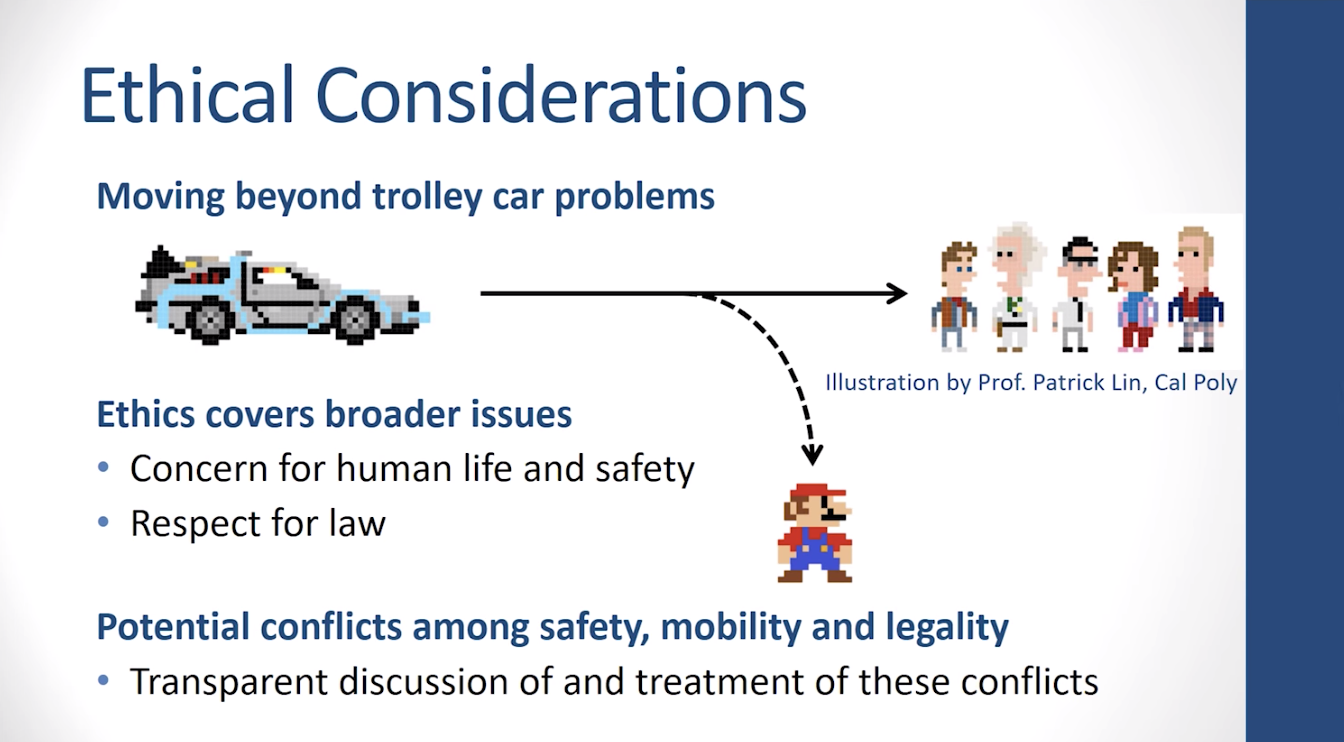 Ethical Considerations
Moving beyond trolley car problems
Illustration by Prof. Patrick Lin, Cal Poly
Ethics covers broader issues
• Concern for human life and safety
• Respect for law
Potential conflicts among safety, mobility and legality
• Transparent discussion of and treatment of these conflicts